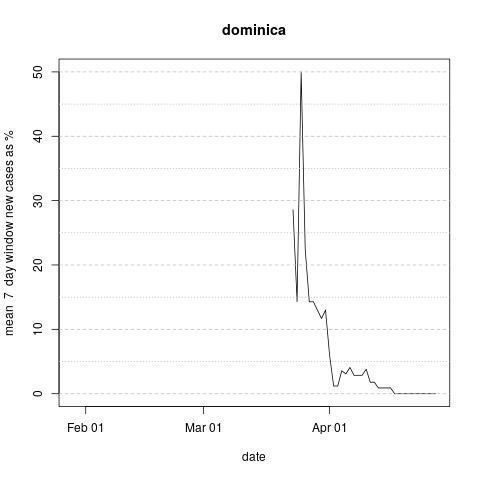 dominica
mean 7 day window new cases as %
50
40
30
20
10
0
Feb 01
Mar 01
Apr 01
date